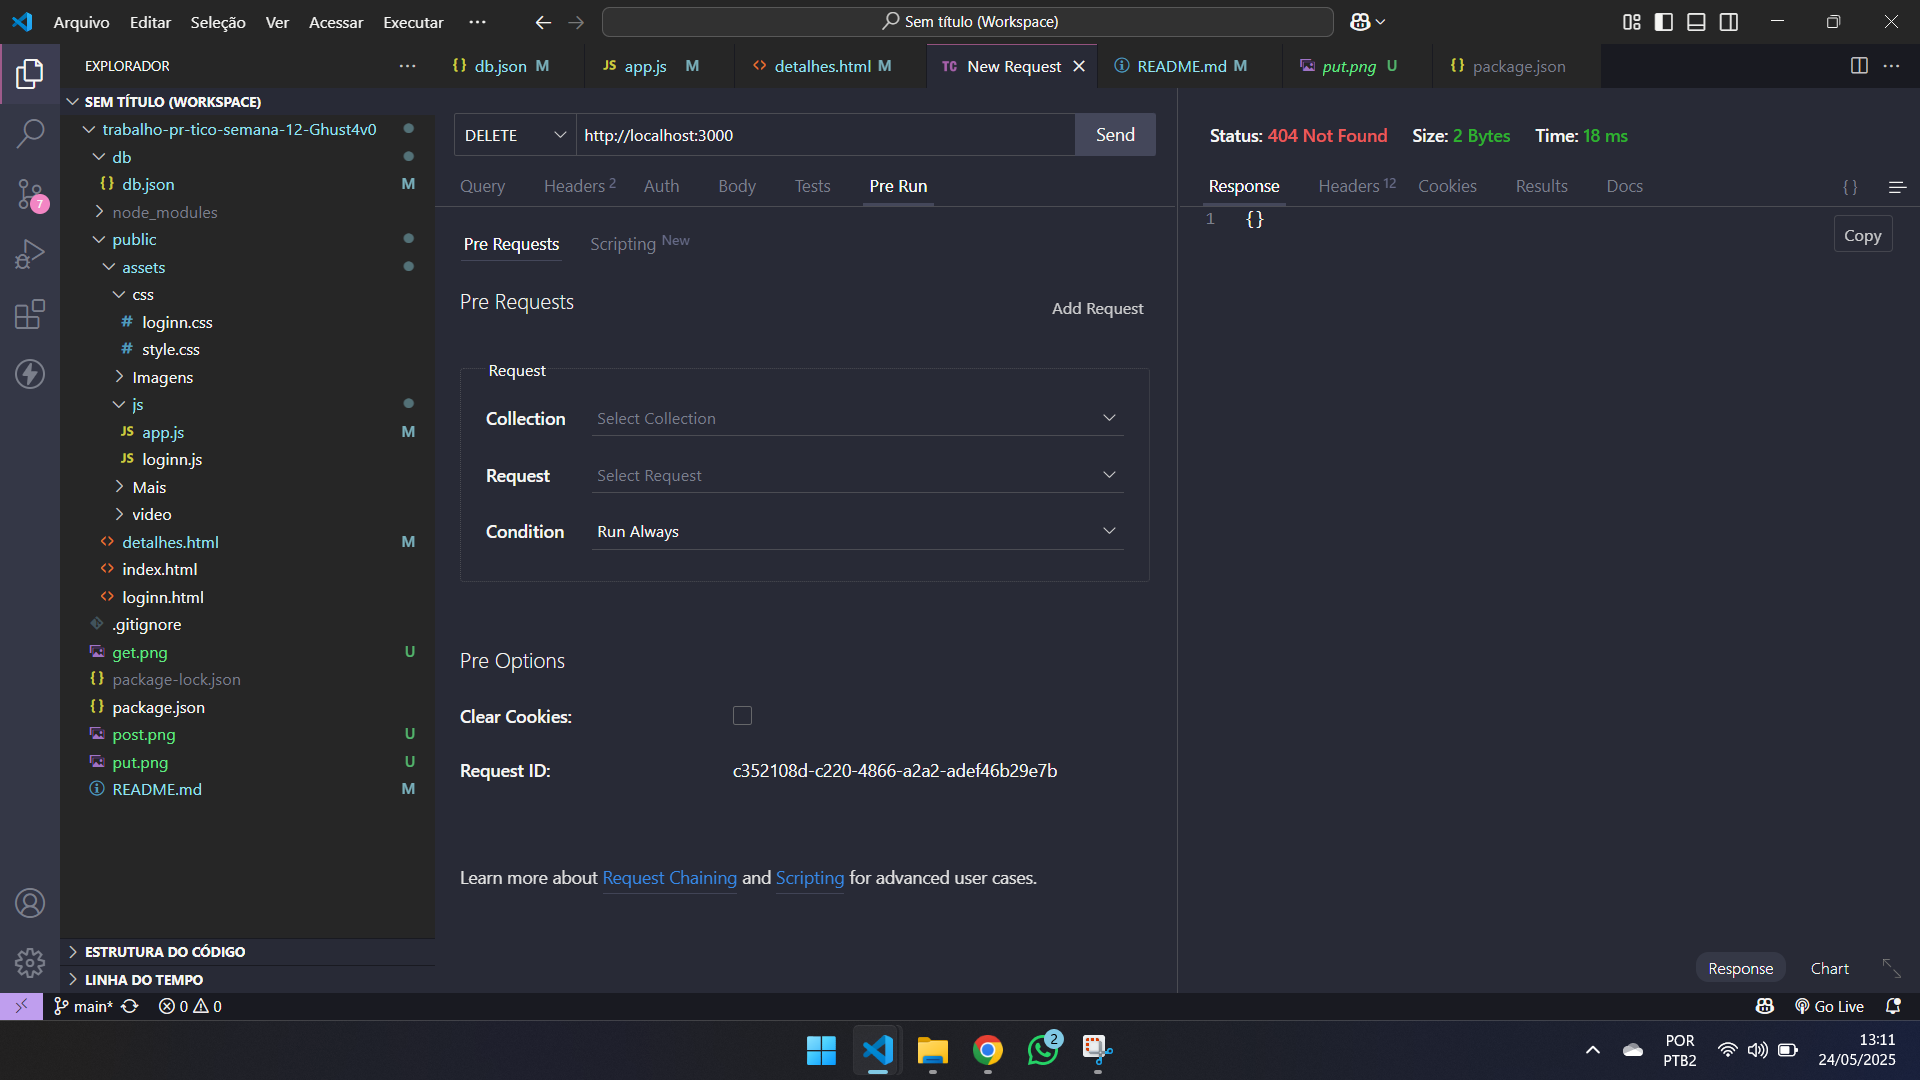 Arquivo Editar Seleção Ver Acessar Executar ··· Sem título (Workspace)
EXPLORADOR ··· {} db.json M JS app.js M <> detalhes.html M TC New Request README.md M put.png U {} package.json ···
SEM TÍTULO (WORKSPACE)
trabalho-pr-tico-semana-12-Ghust4v0
db
{} db.json M
node_modules
public
assets
css
# loginn.css
# style.css
Imagens
js
JS app.js M
JS loginn.js
Mais
video
<> detalhes.html M
<> index.html
<> loginn.html
.gitignore
get.png U
{} package-lock.json
{} package.json
post.png U
put.png U
README.md M
ESTRUTURA DO CÓDIGO
LINHA DO TEMPO
7
DELETE http://localhost:3000 Send
Query Headers 2 Auth Body Tests Pre Run
Pre Requests Scripting New
Pre Requests
Add Request
Request
Collection Select Collection
Request Select Request
Condition Run Always
Pre Options
Clear Cookies:
Request ID: c352108d-c220-4866-a2a2-adef46b29e7b
Learn more about Request Chaining and Scripting for advanced user cases.
Status: 404 Not Found Size: 2 Bytes Time: 18 ms
Response Headers 12 Cookies Results Docs {}
1 {}
Copy
Response Chart
main* 0 0 Go Live
2
POR
PTB2
13:11
24/05/2025